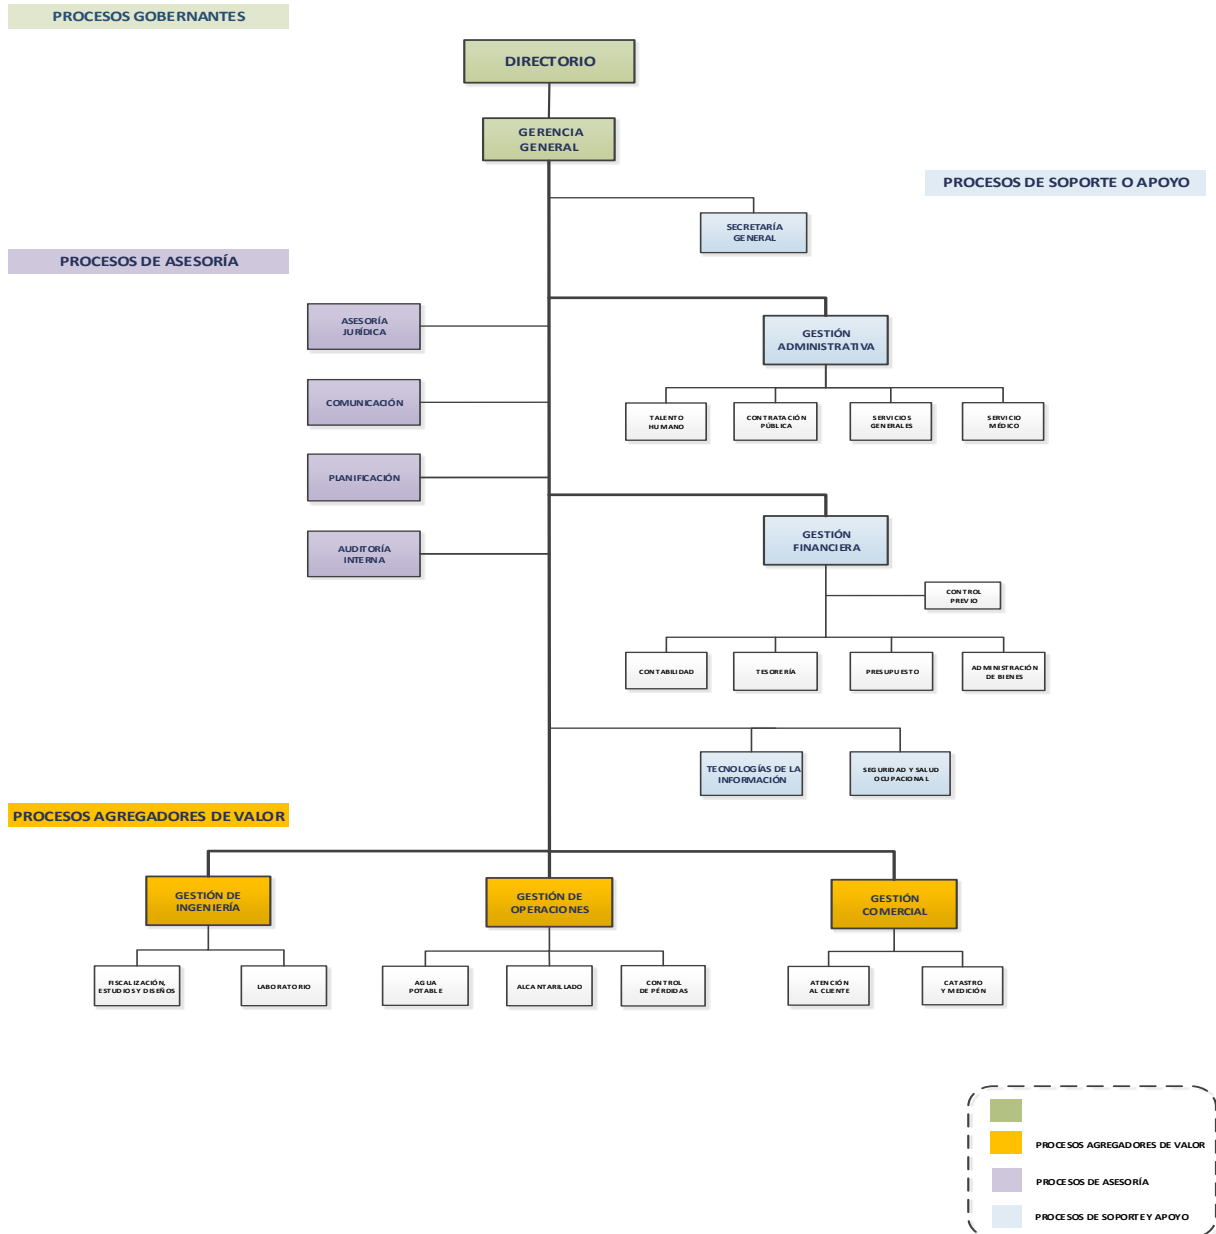 PROCESOS GOBERNANTES
DIRECTORIO
GERENCIA
GENERAL
PROCESOS DE SOPORTE O APOYO
SECRETARÍA
GENERAL
PROCESOS DE ASESORÍA
ASESORÍA
JURÍDICA
GESTIÓN
ADMINISTRATIVA
COMUNICACIÓN
TALENTO
HUMANO
CONTRATACIÓN
PÚBLICA
SERVICIOS
GENERALES
SERVICIO
MÉDICO
PLANIFICACIÓN
GESTIÓN
FINANCIERA
AUDITORÍA
INTERNA
CONTROL
PREVIO
CONTABILIDAD
TESORERÍA
PRESUPUESTO
ADMINISTRACIÓN
DE BIENES
TECNOLOGÍAS DE LA
INFORMACIÓN
SEGURIDAD Y SALUD
OCUPACIONAL
PROCESOS AGREGADORES DE VALOR
GESTIÓN DE
INGENIERÍA
GESTIÓN DE
OPERACIONES
GESTIÓN
COMERCIAL
FISCALIZACIÓN,
ESTUDIOS Y DISEÑOS
LABORATORIO
AGUA
POTABLE
ALCANTARILLADO
CONTROL
DE PÉRDIDAS
ATENCIÓN
AL CLIENTE
CATASTRO
Y MEDICIÓN
PROCESOS AGREGADORES DE VALOR
PROCESOS DE ASESORÍA
PROCESOS DE SOPORTE Y APOYO